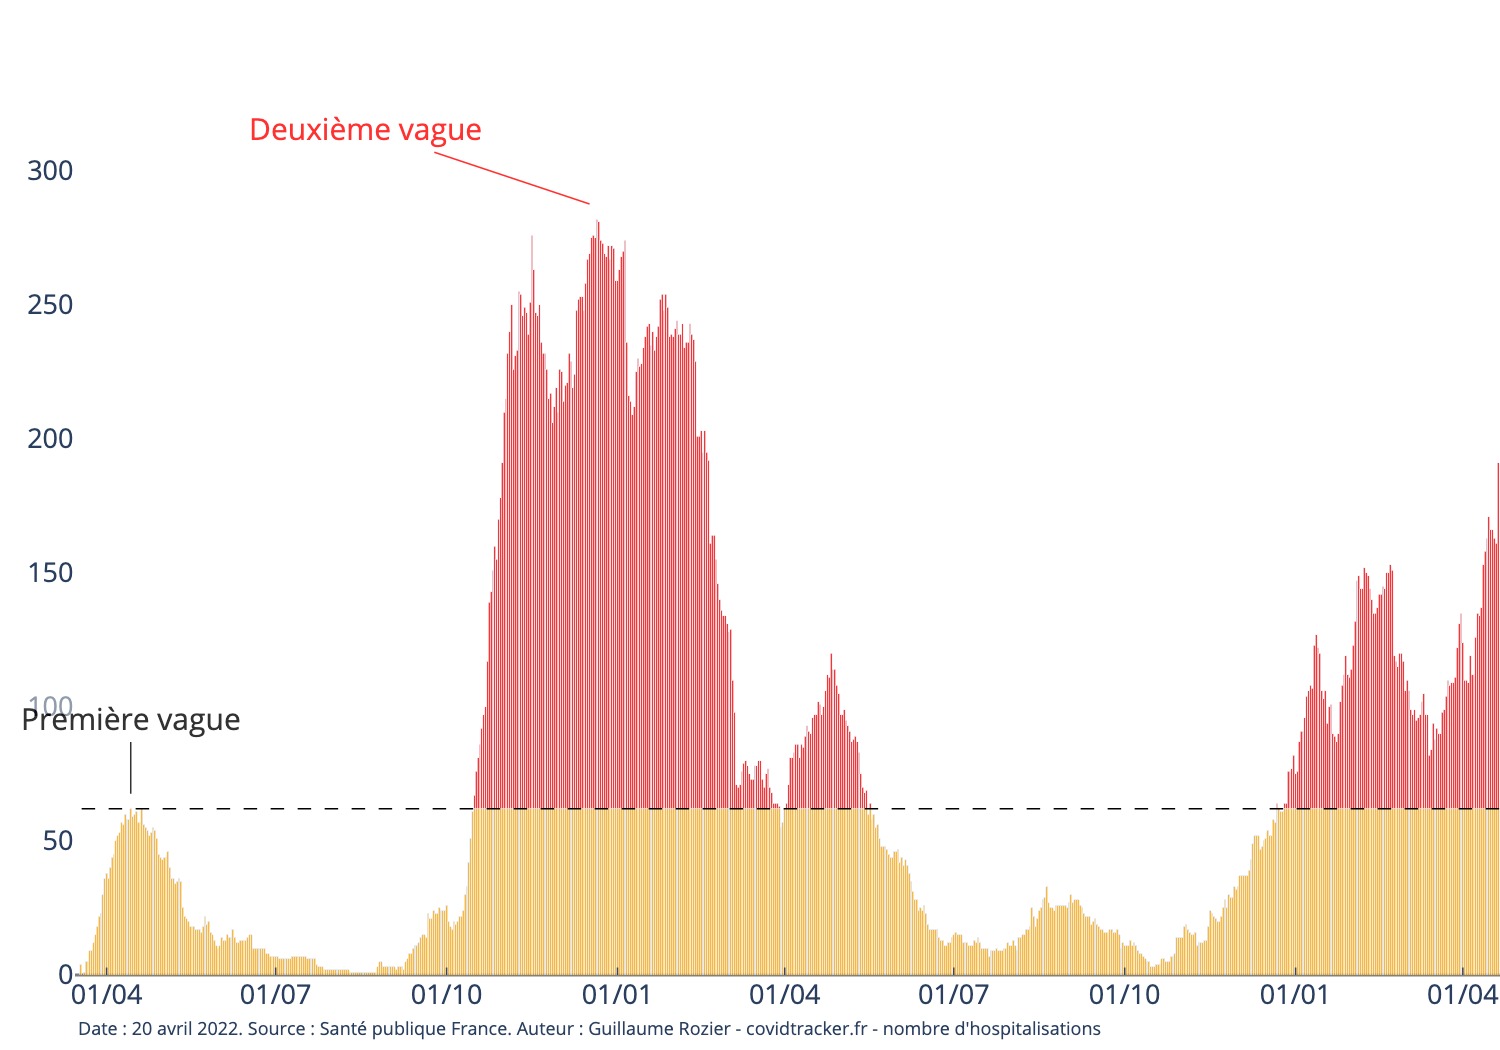 Deuxième vague
300
250
200
150
100
Première vague
50
0
01/04 01/07 01/10 01/01 01/04 01/07 01/10 01/01 01/04
Date : 20 avril 2022. Source : Santé publique France. Auteur : Guillaume Rozier - covidtracker.fr - nombre d'hospitalisations